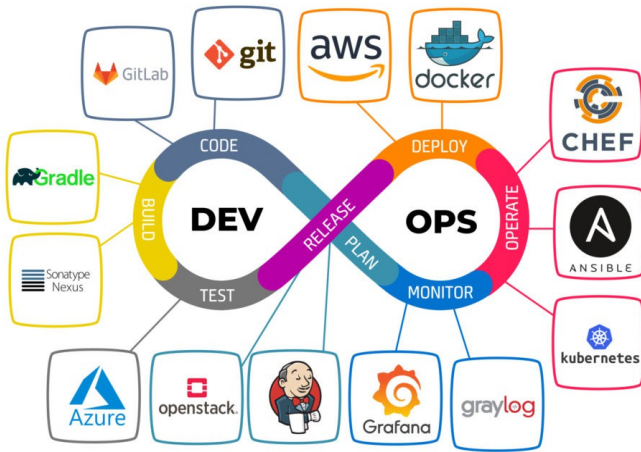 GitLab
git
aws
docker
CHEF
Gradle
CODE
DEPLOY
BUILD
DEV
RELEASE
PLAN
OPS
OPERATE
ANSIBLE
Sonatype
Nexus
TEST
MONITOR
kubernetes
Azure
openstack.
Grafana
graylog